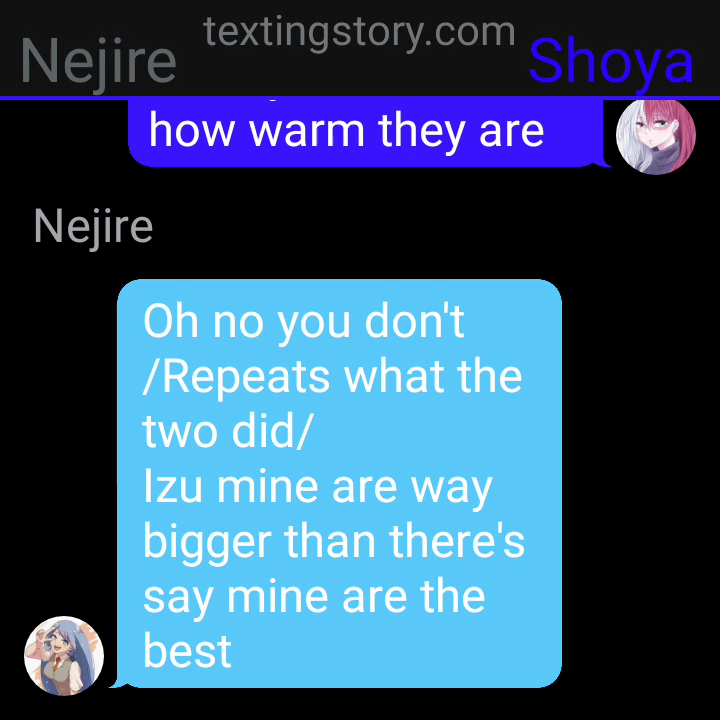 textingstory.com
Nejire Shoya
how warm they are
Nejire
Oh no you don't
/Repeats what the
two did/
Izu mine are way
bigger than there's
say mine are the
best